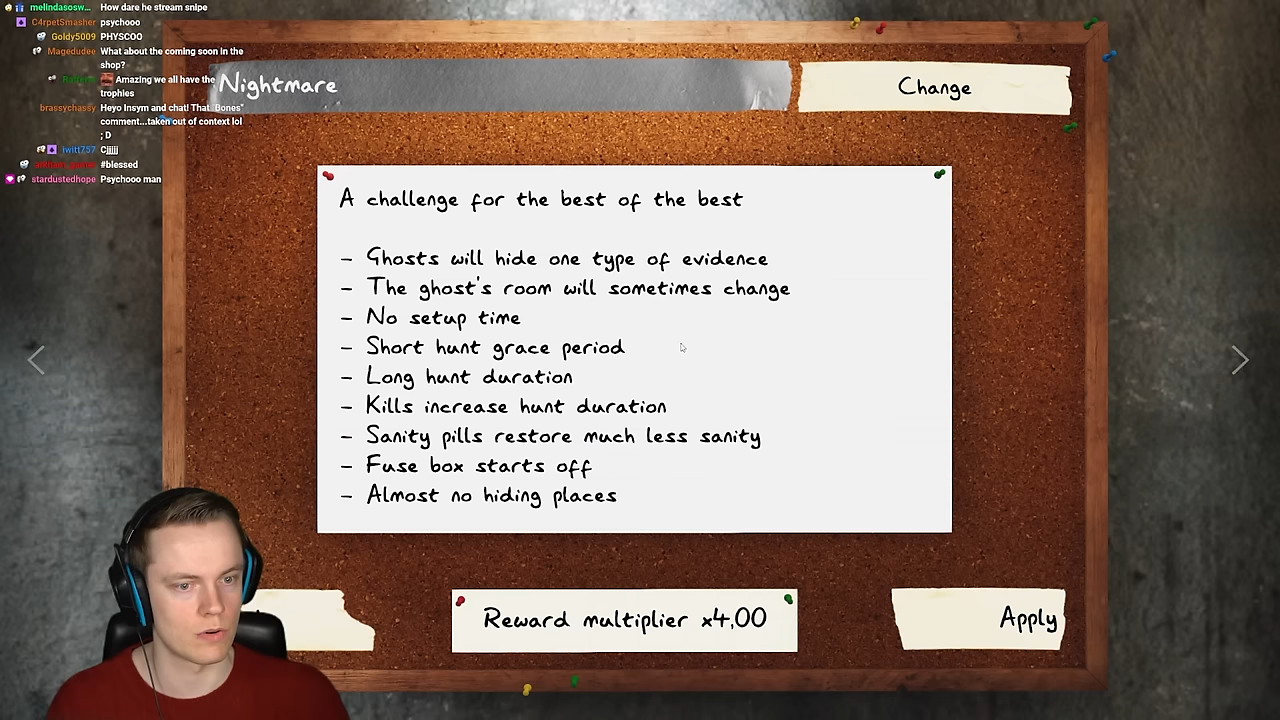 melindasosw... How dare he stream snipe
C4rpetSmasher psychooo
Goldy5009 PHYSCOO
Magedudee What about the coming soon in the
shop?
Amazing we all have the
trophies
brassychassy Heyo Insym and chat! That "Bones"
comment...taken out of context lol
; D
iwitt757 Cjjjjj
#blessed
stardustedhope Psychooo man
Nightmare
Change
A challenge for the best of the best
- Ghosts will hide one type of evidence
- The ghost's room will sometimes change
- No setup time
- Short hunt grace period
- Long hunt duration
- Kills increase hunt duration
- Sanity pills restore much less sanity
- Fuse box starts off
- Almost no hiding places
Reward multiplier x4,00
Apply